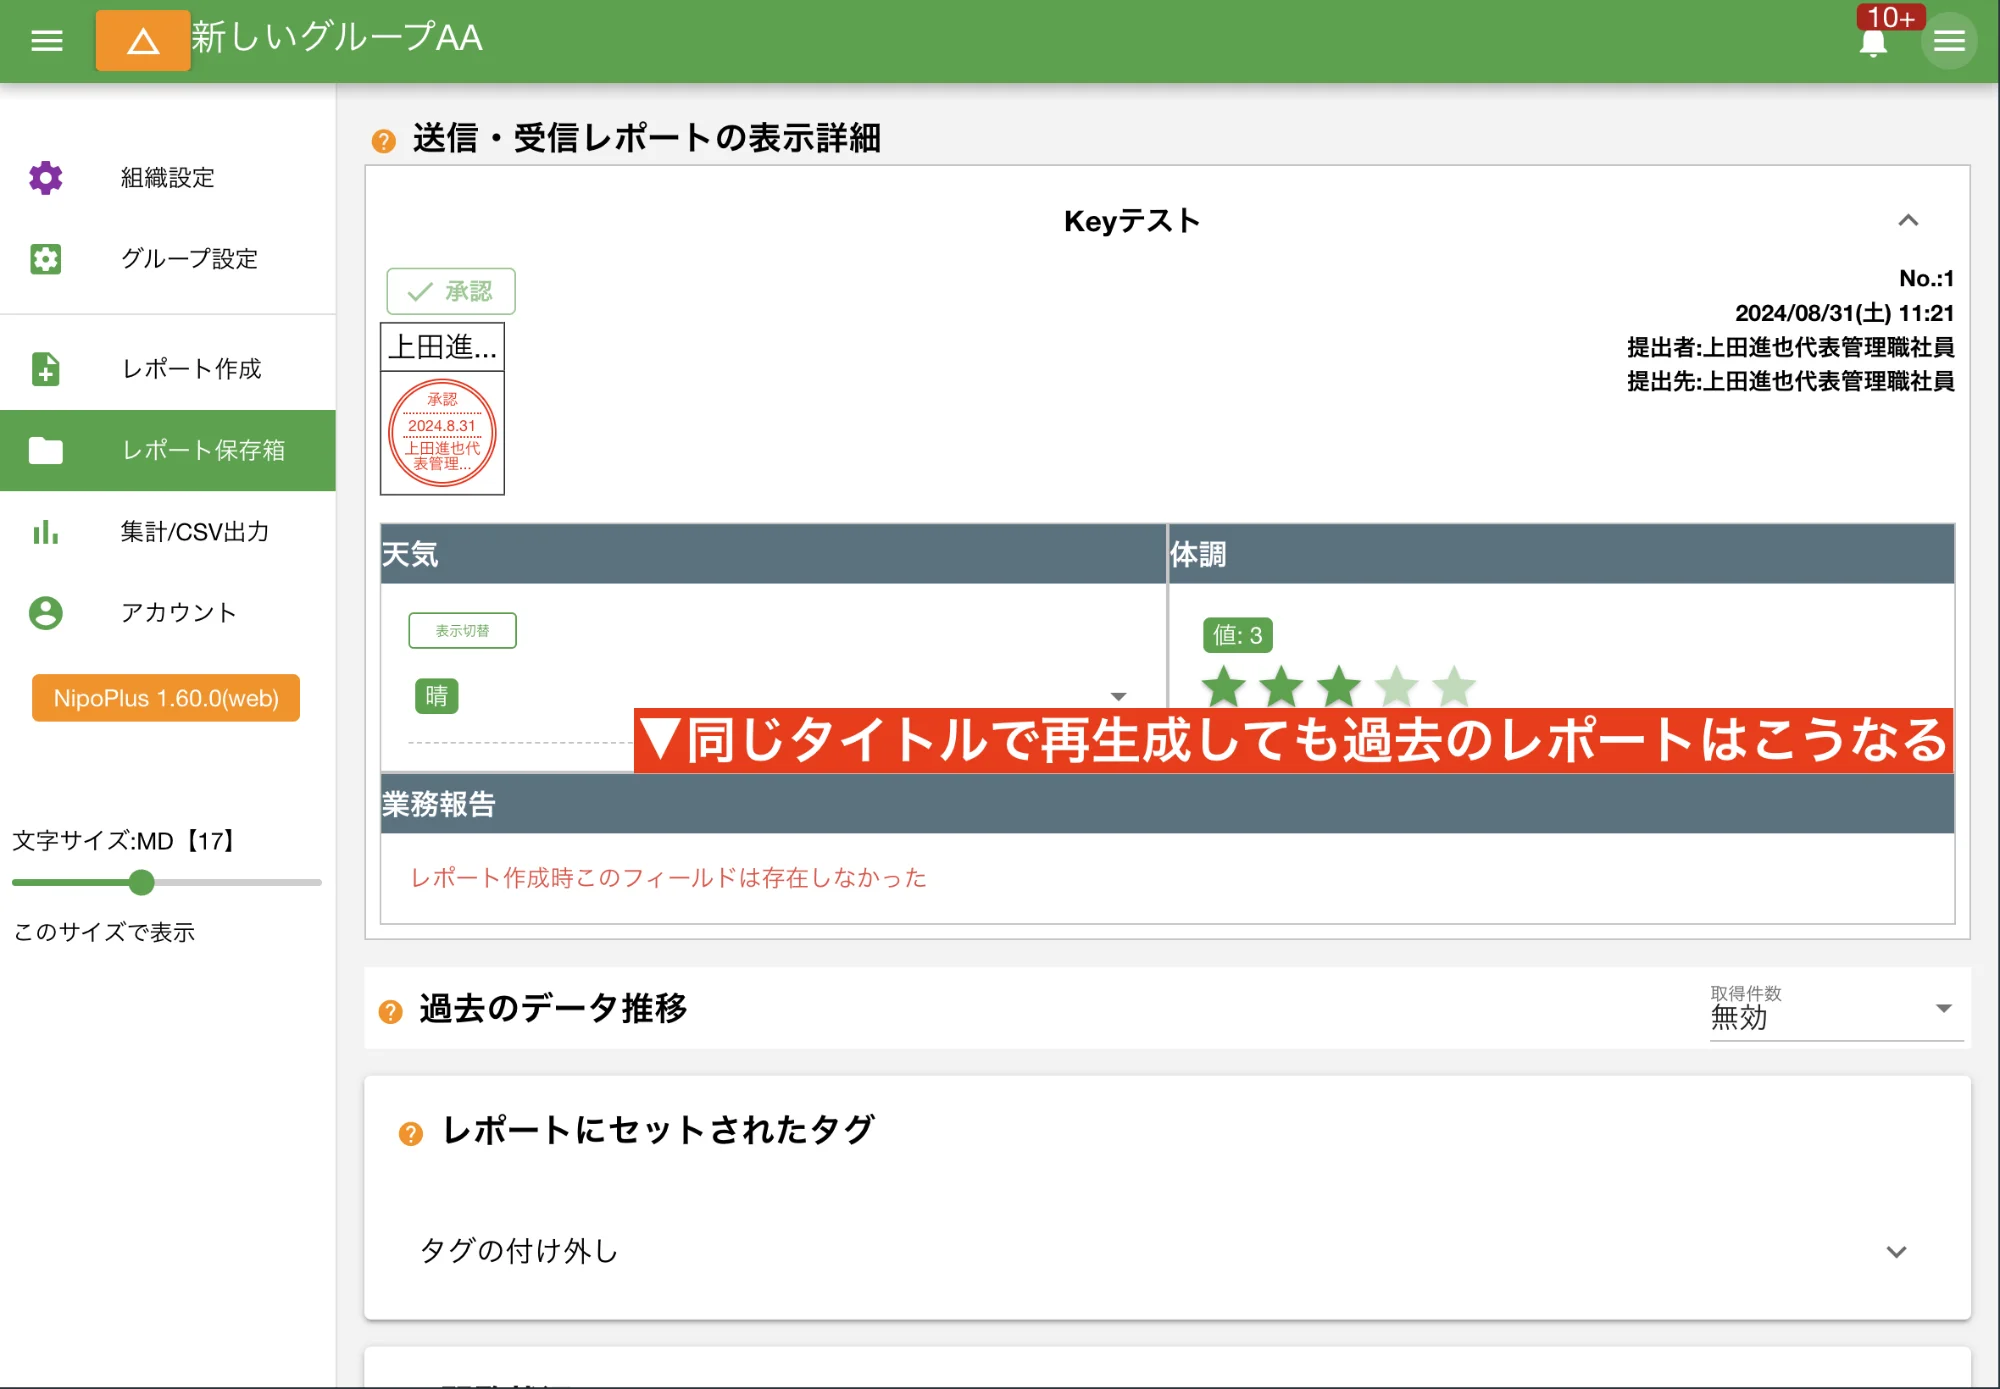 新しいグループAA
10+
組織設定
グループ設定
レポート作成
レポート保存箱
集計/CSV出力
アカウント
NipoPlus 1.60.0(web)
文字サイズ:MD【17】
このサイズで表示
送信・受信レポートの表示詳細
Keyテスト
承認
No.:1
2024/08/31(土) 11:21
提出者:上田進也代表管理職社員
提出先:上田進也代表管理職社員
上田進...
承認
2024.8.31
上田進也代
表管理...
天気
体調
表示切替
晴
値: 3
▼同じタイトルで再生成しても過去のレポートはこうなる
業務報告
レポート作成時このフィールドは存在しなかった
過去のデータ推移
取得件数
無効
レポートにセットされたタグ
タグの付け外し